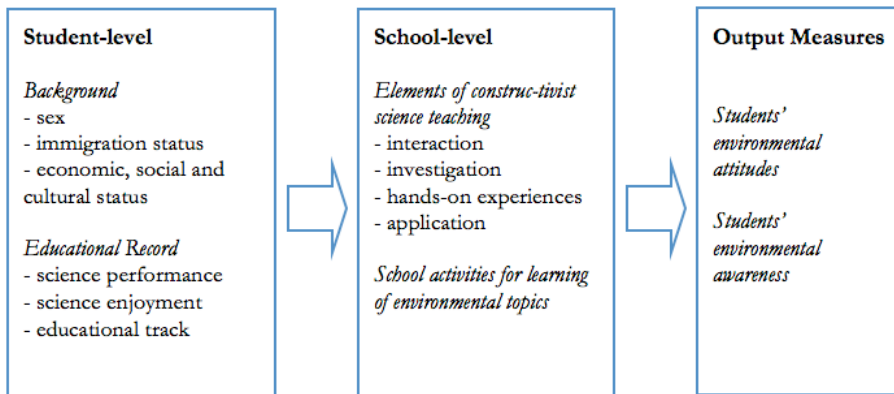 Student-level
Background
- sex
- immigration status
- economic, social and
cultural status
Educational Record
- science performance
- science enjoyment
- educational track
School-level
Elements of construc-tivist
science teaching
- interaction
- investigation
- hands-on experiences
- application
School activities for learning
of environmental topics
Output Measures
Students’
environmental
attitudes
Students’
environmental
awareness